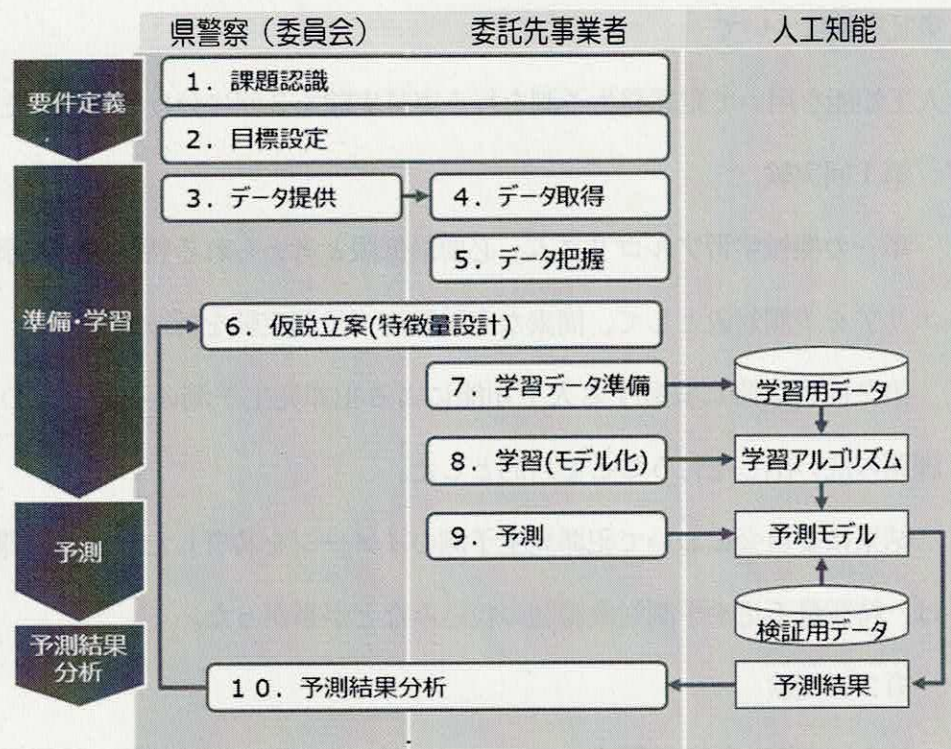 県警察（委員会）　委託先事業者　人工知能
要件定義
1．課題認識
2．目標設定
準備・学習
3．データ提供
4．データ取得
5．データ把握
6．仮説立案(特徴量設計)
7．学習データ準備
学習用データ
8．学習(モデル化)
学習アルゴリズム
予測
9．予測
予測モデル
検証用データ
予測結果
分析
10．予測結果分析
予測結果